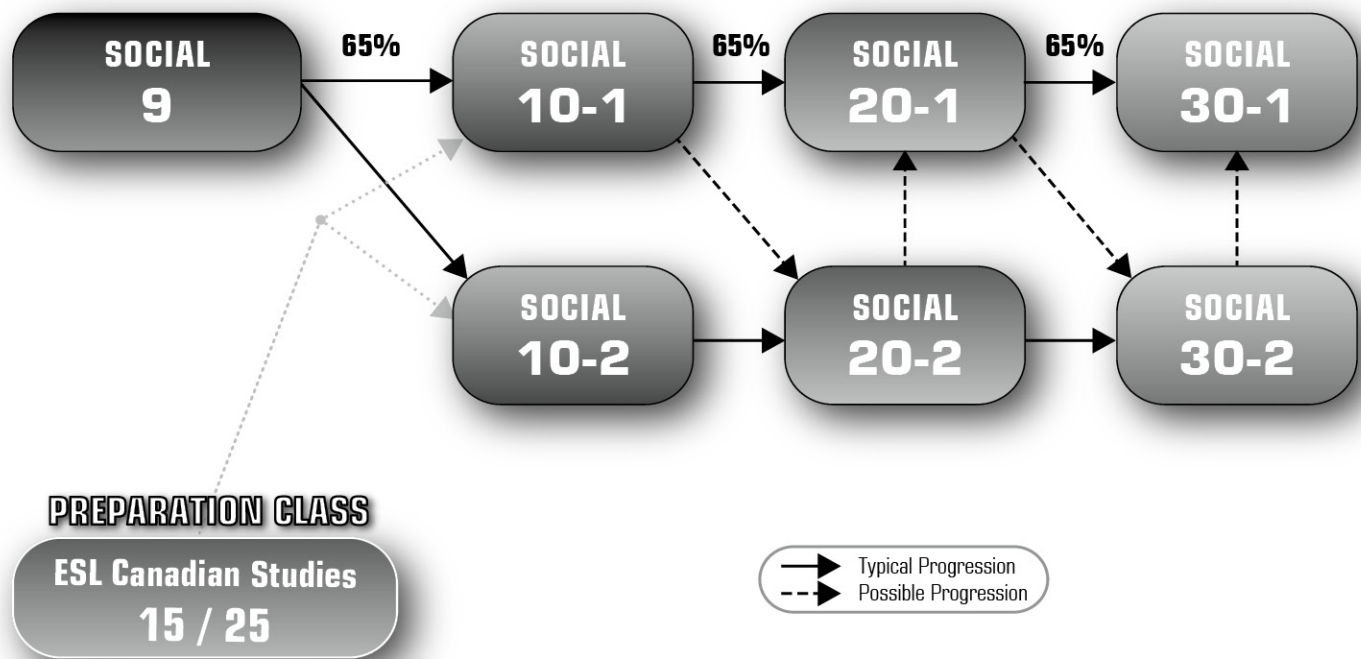 SOCIAL
9
65%
SOCIAL
10-1
65%
SOCIAL
20-1
65%
SOCIAL
30-1
SOCIAL
10-2
SOCIAL
20-2
SOCIAL
30-2
PREPARATION CLASS
ESL Canadian Studies
15 / 25
Typical Progression
Possible Progression